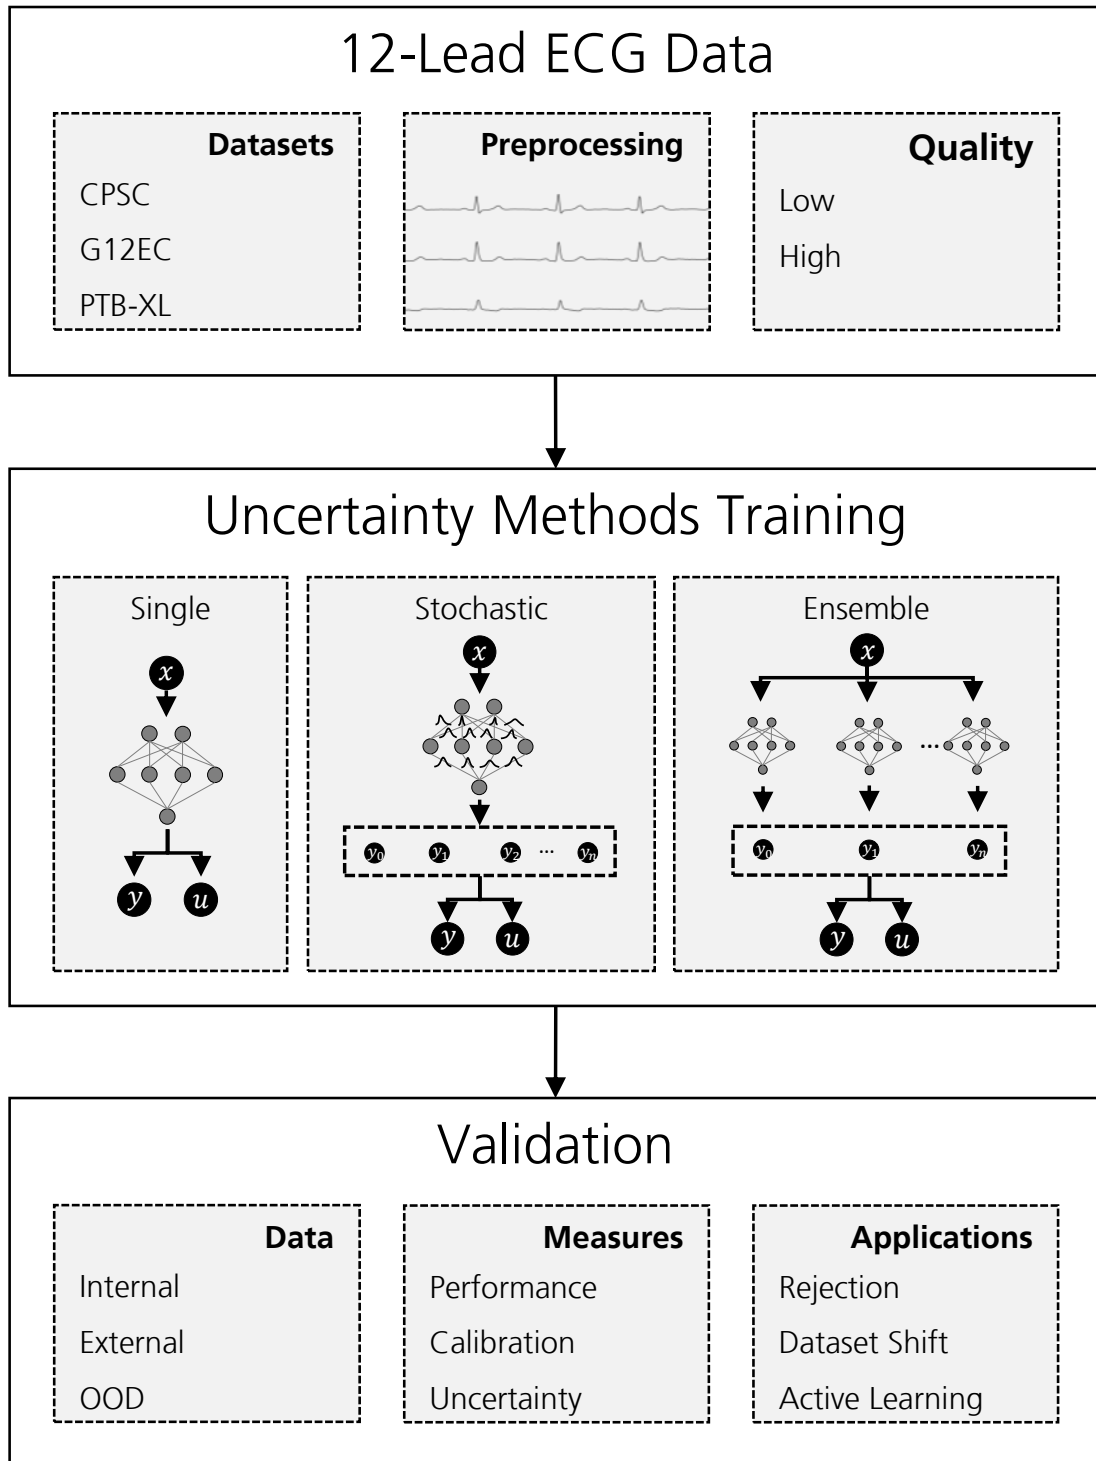 12-Lead ECG Data
Datasets
CPSC
G12EC
PTB-XL
Preprocessing
Quality
Low
High
Uncertainty Methods Training
Single
x
y u
Stochastic
x
y₀ y₁ y₂ ... yₙ
y u
Ensemble
x
...
y₀ y₁ yₙ
y u
Validation
Data
Internal
External
OOD
Measures
Performance
Calibration
Uncertainty
Applications
Rejection
Dataset Shift
Active Learning